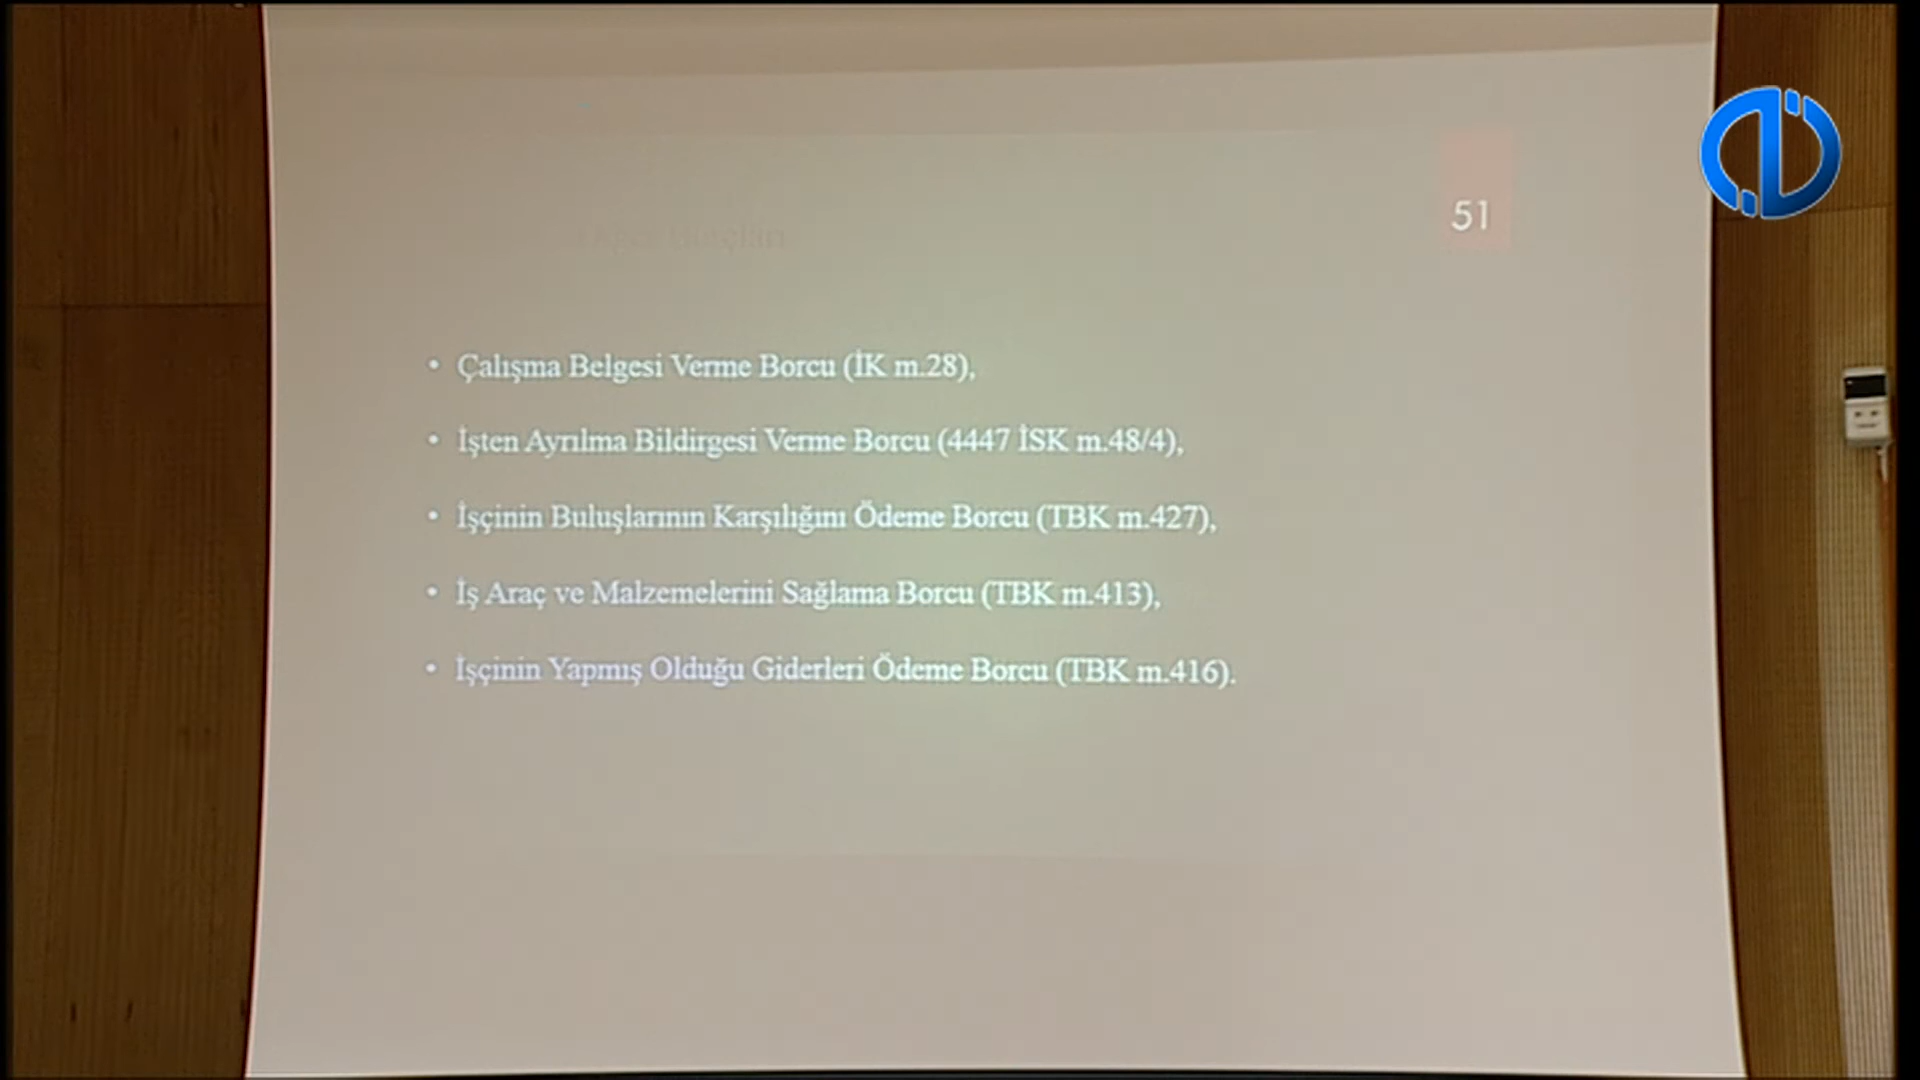 51
• Çalışma Belgesi Verme Borcu (İK m.28),
• İşten Ayrılma Bildirgesi Verme Borcu (4447 İSK m.48/4),
• İşçinin Buluşlarının Karşılığını Ödeme Borcu (TBK m.427),
• İş Araç ve Malzemelerini Sağlama Borcu (TBK m.413),
• İşçinin Yapmış Olduğu Giderleri Ödeme Borcu (TBK m.416).